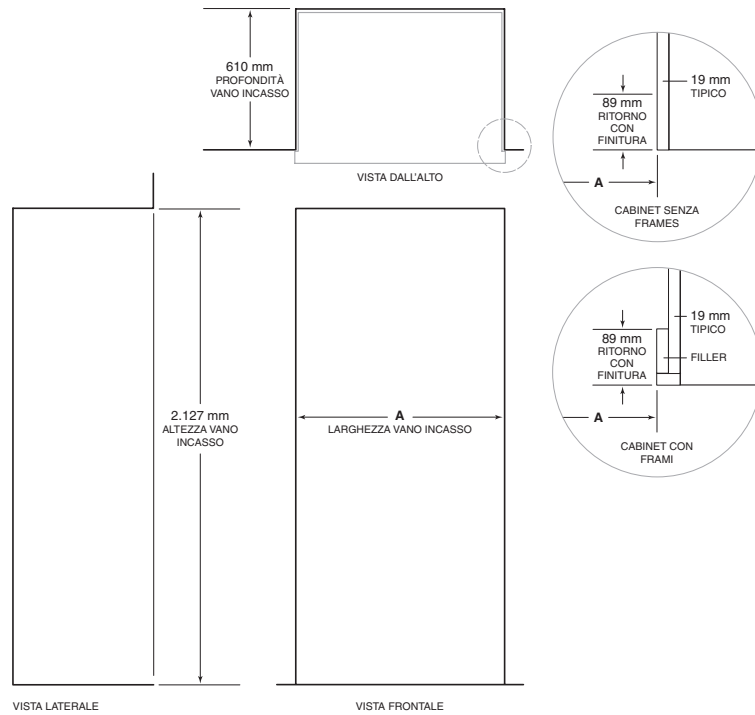 610 mm
PROFONDITÀ
VANO INCASSO
VISTA DALL'ALTO
19 mm
TIPICO
89 mm
RITORNO
CON
FINITURA
A
CABINET SENZA
FRAMES
19 mm
TIPICO
FILLER
89 mm
RITORNO
CON
FINITURA
A
CABINET CON
FRAMI
2.127 mm
ALTEZZA VANO
INCASSO
A
LARGHEZZA VANO INCASSO
VISTA LATERALE
VISTA FRONTALE